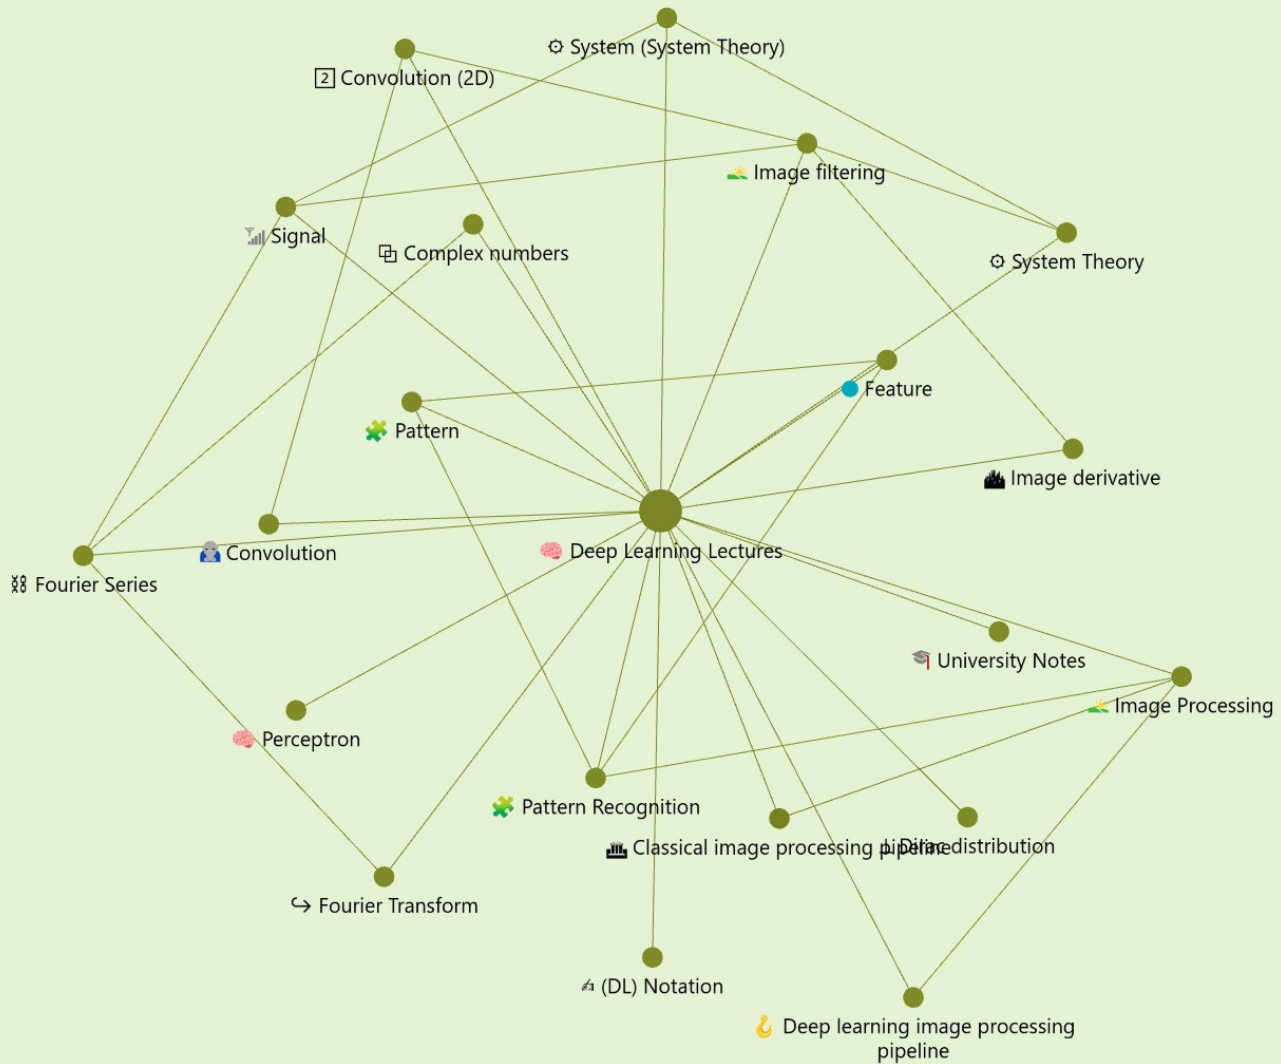 System (System Theory)
2 Convolution (2D)
Image filtering
Signal
Complex numbers
System Theory
Feature
Pattern
Image derivative
Convolution
Deep Learning Lectures
Fourier Series
University Notes
Image Processing
Perceptron
Pattern Recognition
Classical image processing pipeline
Dirac distribution
Fourier Transform
(DL) Notation
Deep learning image processing
pipeline